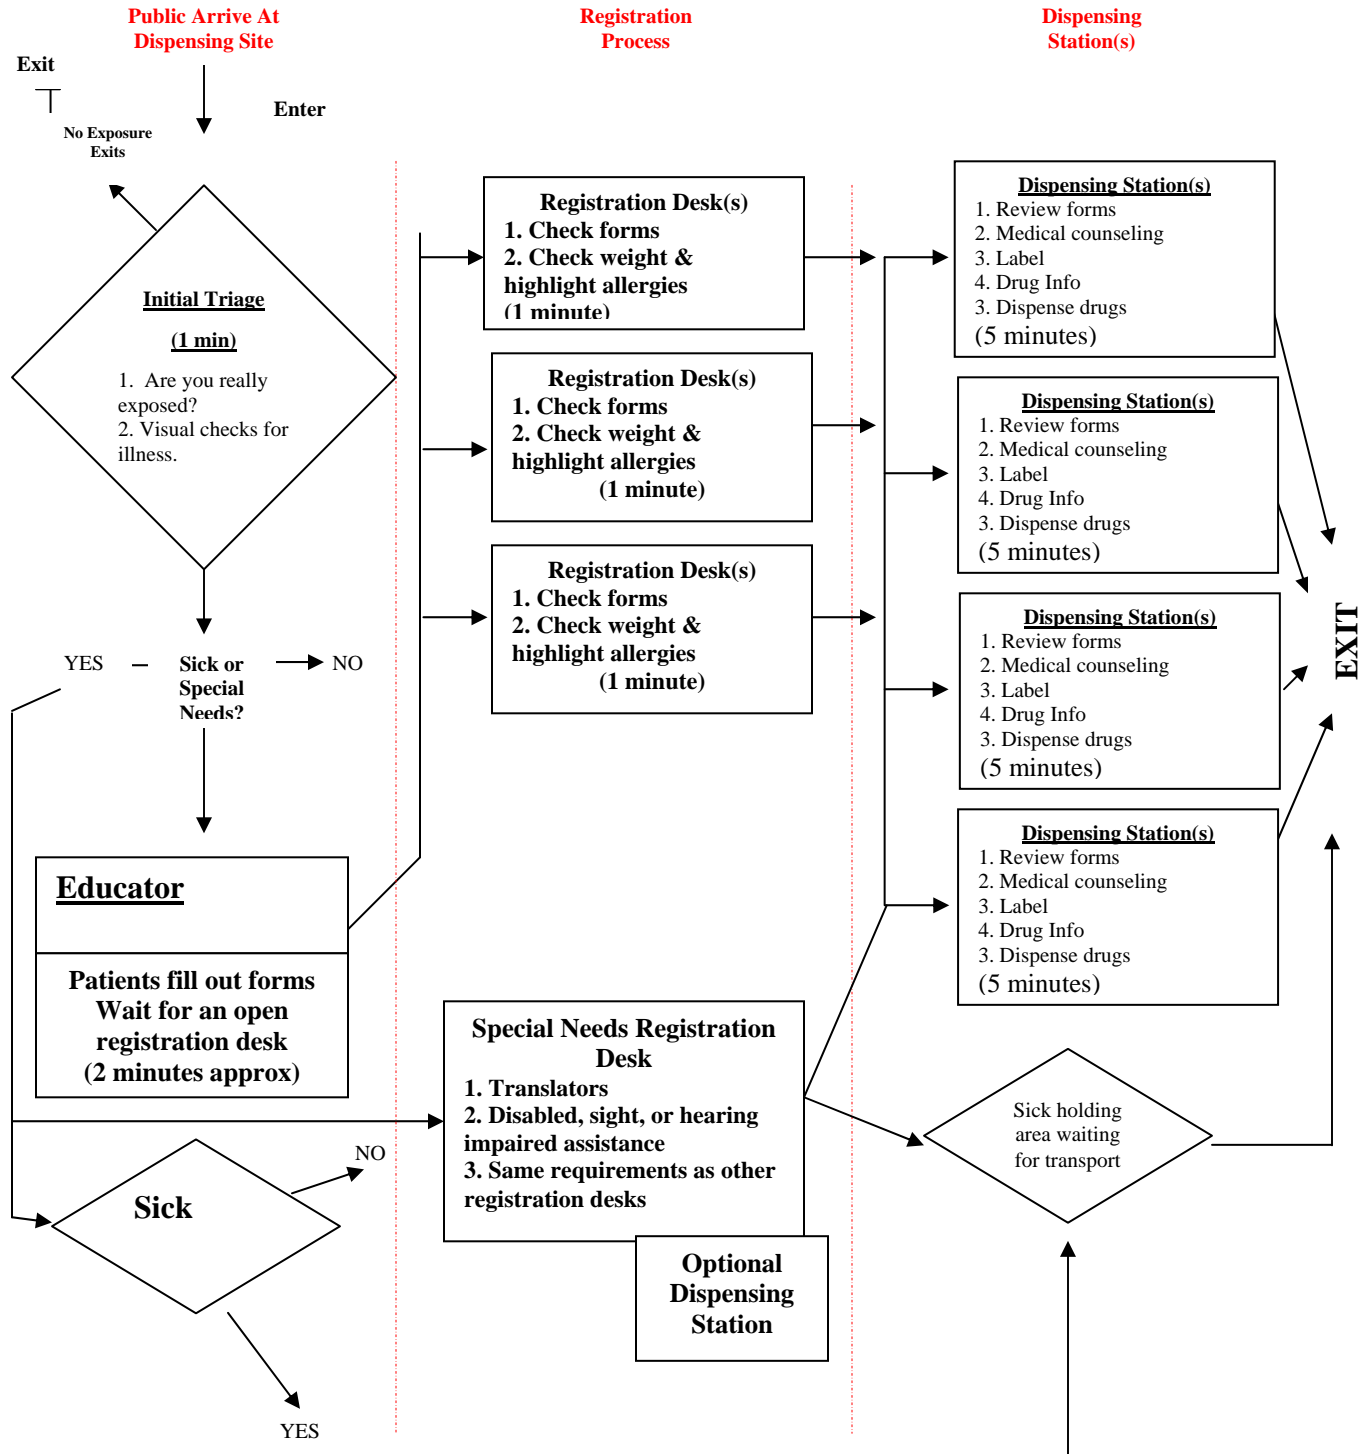 Public Arrive At
Dispensing Site
Registration
Process
Dispensing
Station(s)
Exit
Enter
No Exposure
Exits
Initial Triage
(1 min)
1. Are you really
exposed?
2. Visual checks for
illness.
YES
Sick or
Special
Needs?
NO
Educator
Patients fill out forms
Wait for an open
registration desk
(2 minutes approx)
Sick
NO
YES
Registration Desk(s)
1. Check forms
2. Check weight &
highlight allergies
(1 minute)
Registration Desk(s)
1. Check forms
2. Check weight &
highlight allergies
(1 minute)
Registration Desk(s)
1. Check forms
2. Check weight &
highlight allergies
(1 minute)
Special Needs Registration
Desk
1. Translators
2. Disabled, sight, or hearing
impaired assistance
3. Same requirements as other
registration desks
Optional
Dispensing
Station
Dispensing Station(s)
1. Review forms
2. Medical counseling
3. Label
4. Drug Info
3. Dispense drugs
(5 minutes)
Dispensing Station(s)
1. Review forms
2. Medical counseling
3. Label
4. Drug Info
3. Dispense drugs
(5 minutes)
Dispensing Station(s)
1. Review forms
2. Medical counseling
3. Label
4. Drug Info
3. Dispense drugs
(5 minutes)
Dispensing Station(s)
1. Review forms
2. Medical counseling
3. Label
4. Drug Info
3. Dispense drugs
(5 minutes)
Sick holding
area waiting
for transport
EXIT